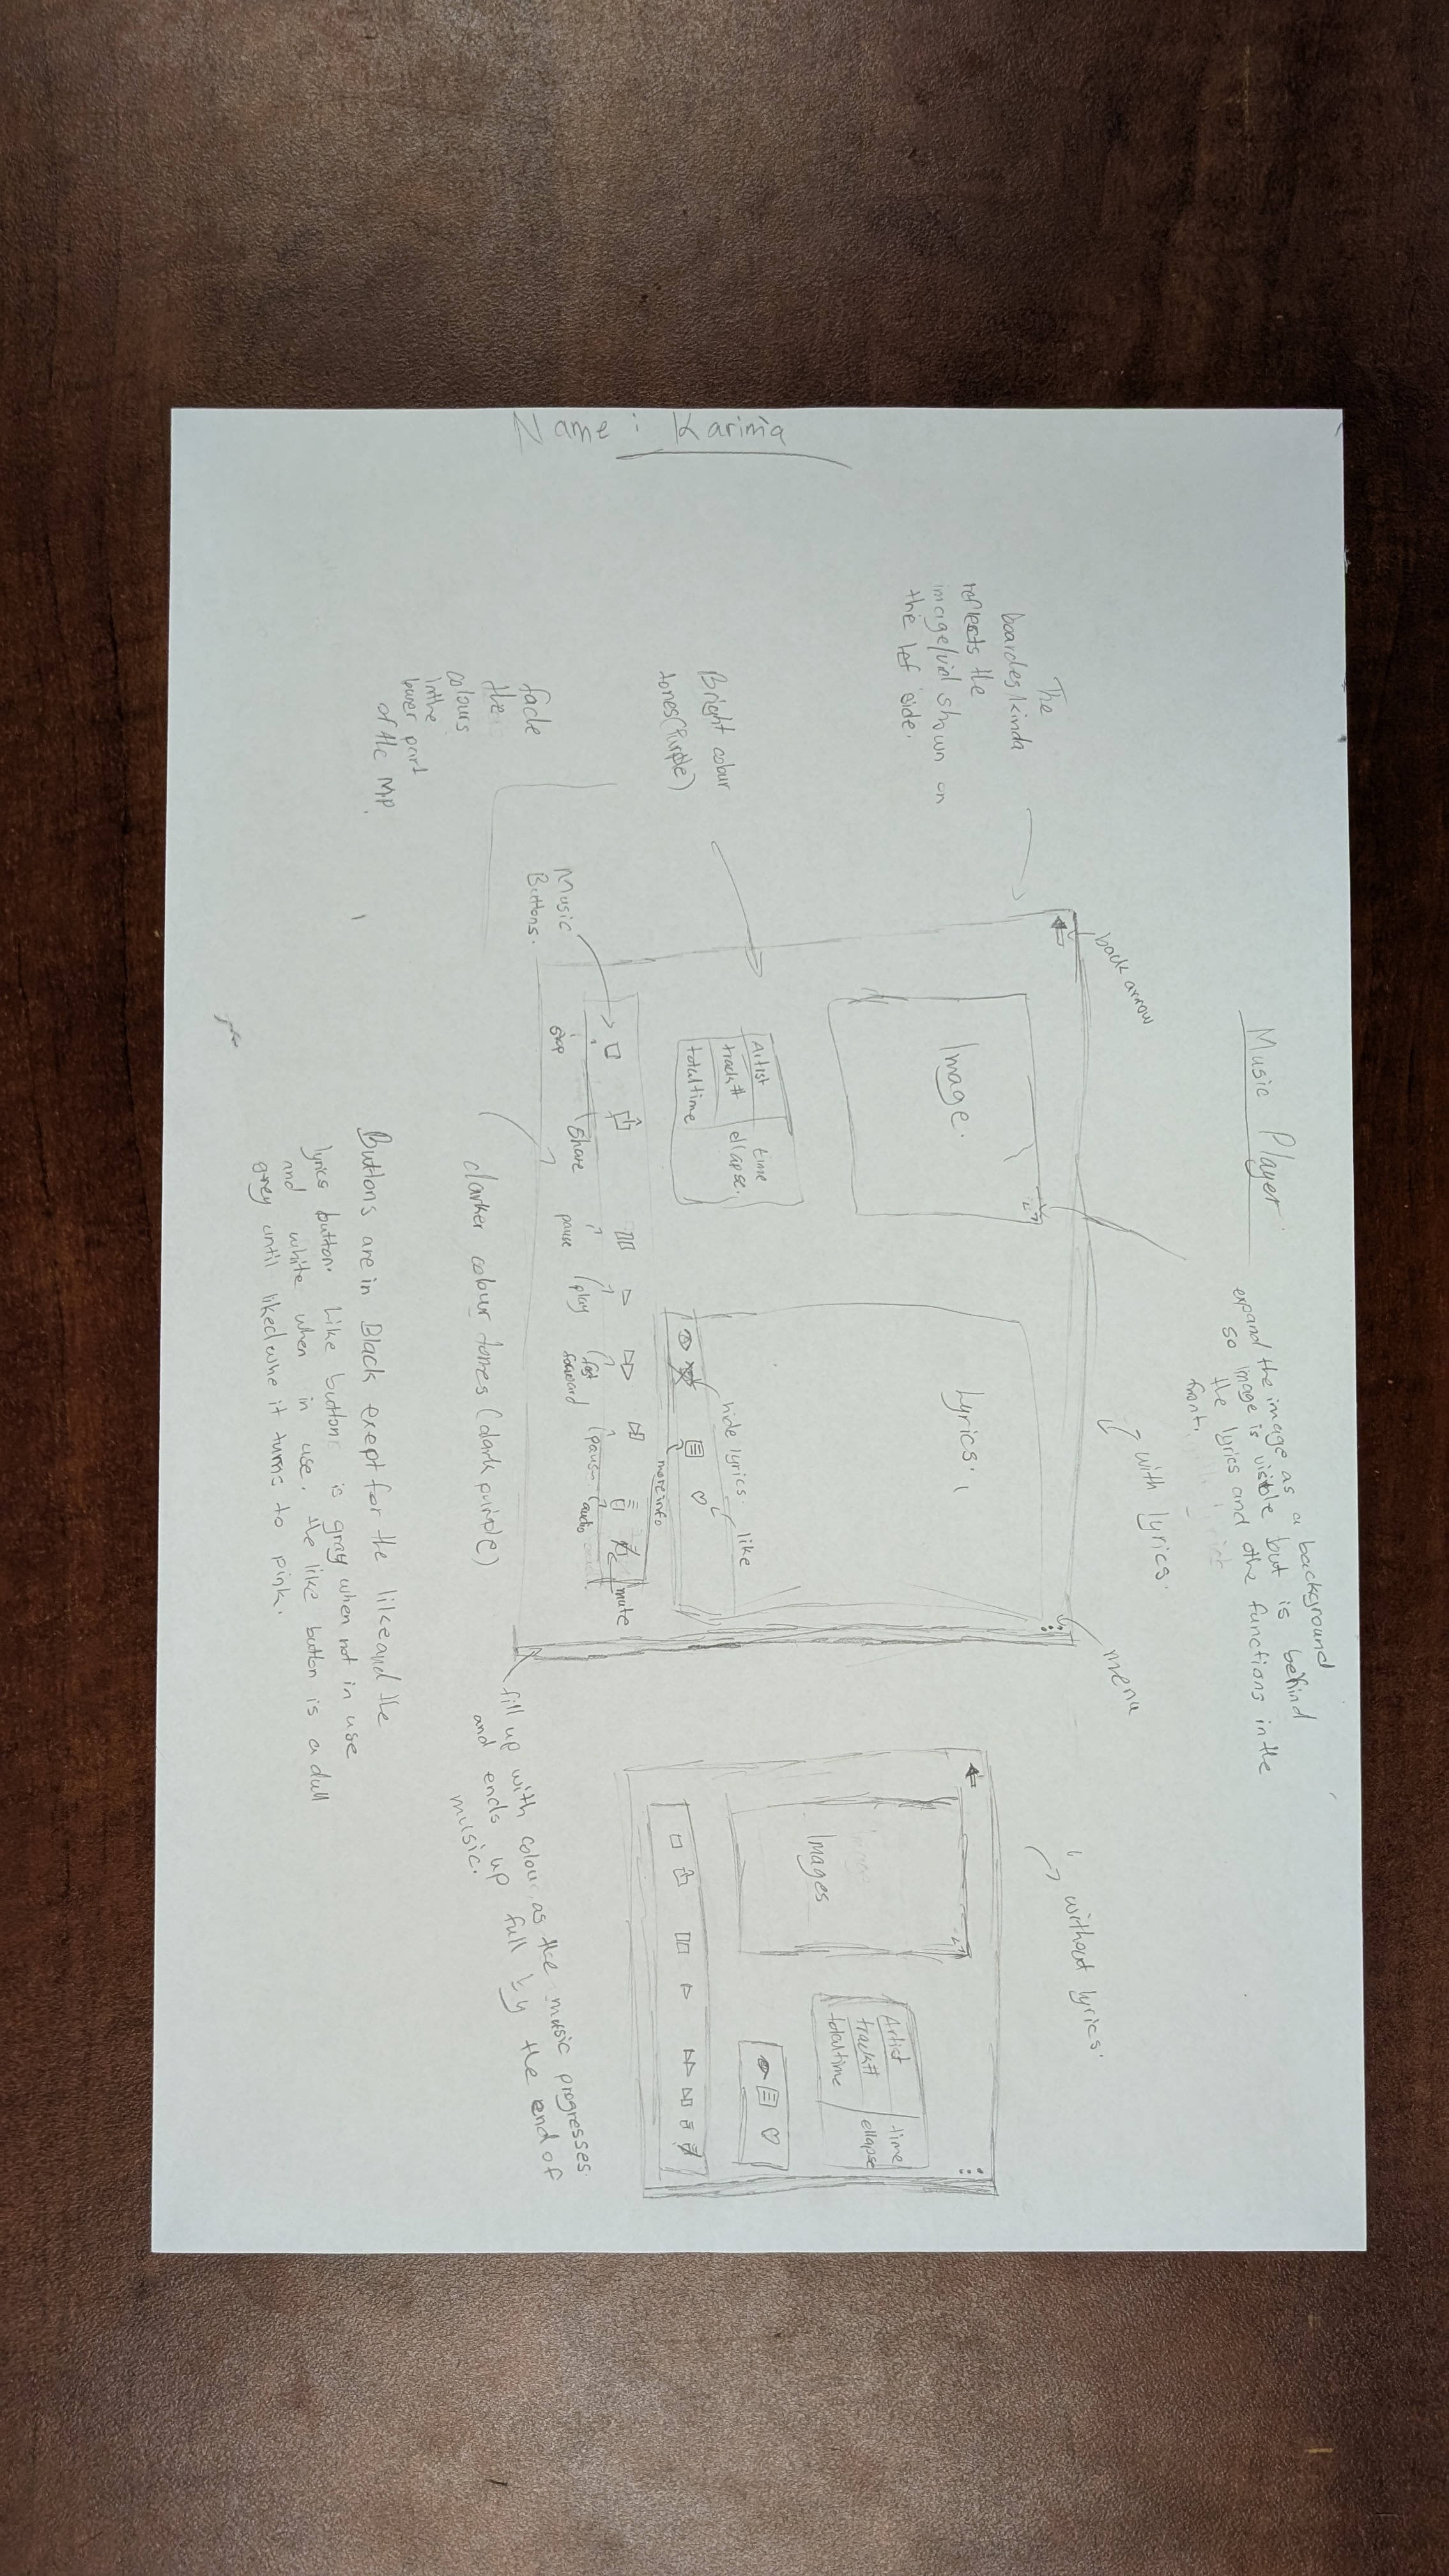 Name: Karima
Music Player
expand the image as a background
so image is visible but is behind
the lyrics and othe functions in the
front.
The
boardes/kinda
reflects the
image/vid shown on
the lef side.
back arrow
with lyrics.
menu
without lyrics.
Image.
Lyrics.
Bright colour
tones(Purple)
Artist
track#
total time
time
ellapse.
hide lyrics.
like
more info
fade
the
colours
in the
lower part
of the MP.
Music
Buttons.
stop
share
pause
play
fast
forward
paus
audio
mute
darker colour tones (dark purple)
Images
Artist
track#
total time
time
ellapse
fill up with colour as the music progresses
and ends up full by the end of
music.
Buttons are in Black exept for the like and the
lyrics button. Like button is gray when not in use
and white when in use. the like button is a dull
grey until liked whe it turns to pink.